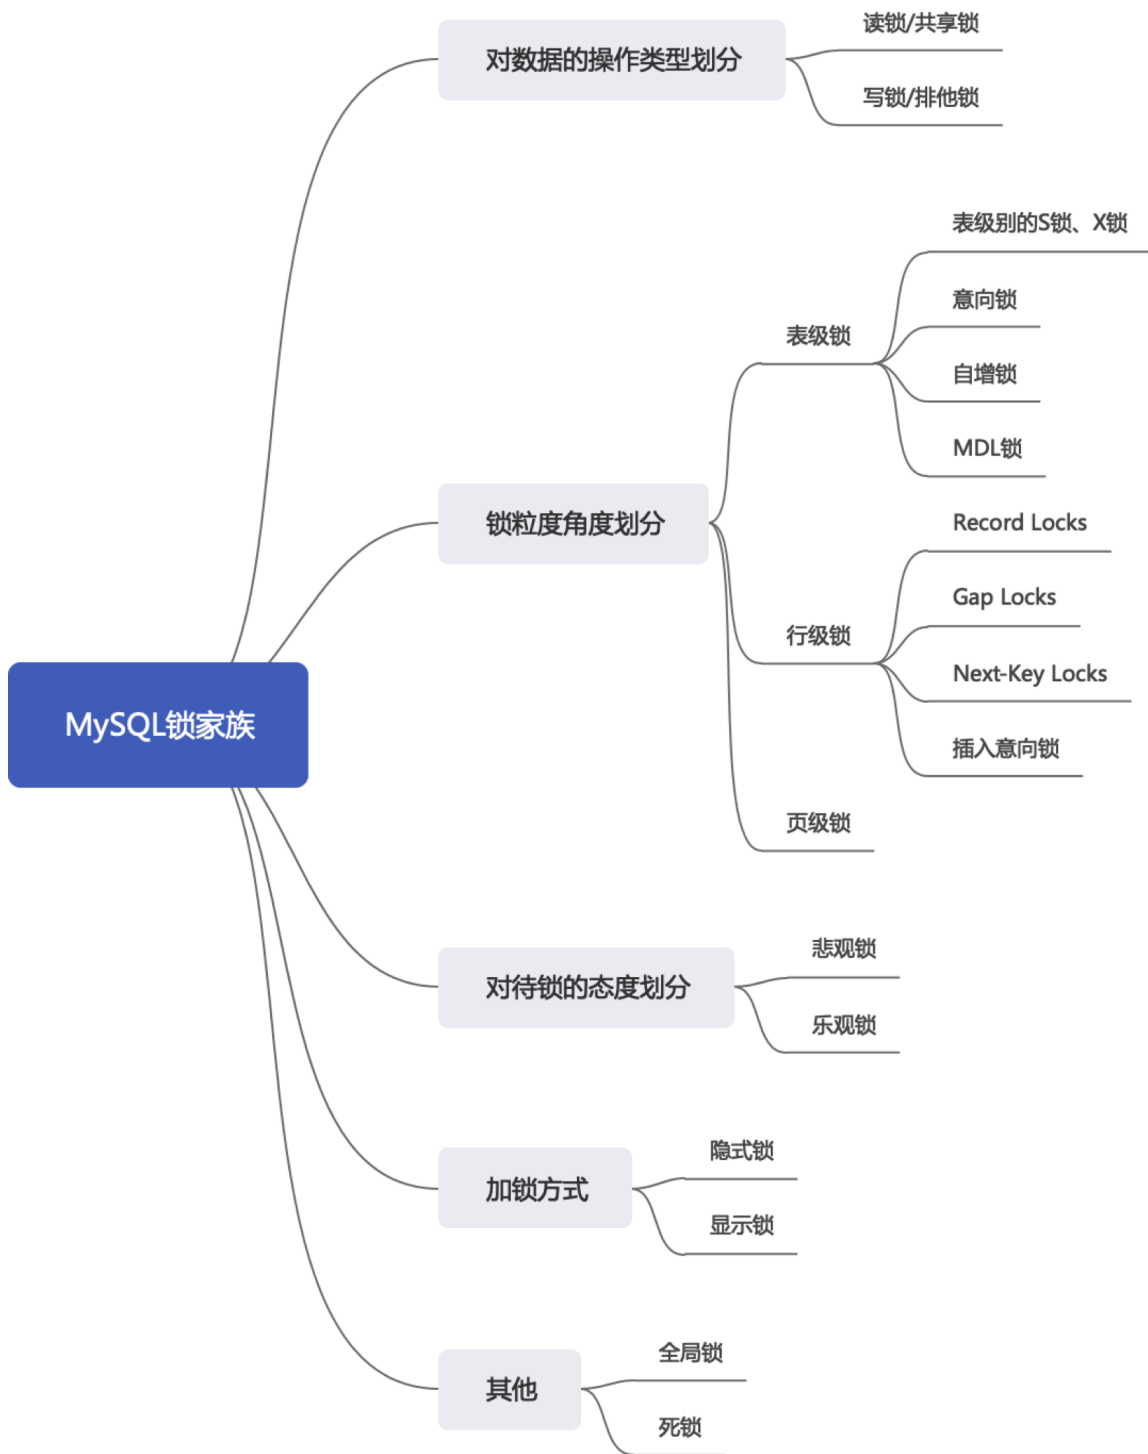 MySQL锁家族
对数据的操作类型划分
读锁/共享锁
写锁/排他锁
锁粒度角度划分
表级锁
表级别的S锁、X锁
意向锁
自增锁
MDL锁
行级锁
Record Locks
Gap Locks
Next-Key Locks
插入意向锁
页级锁
对待锁的态度划分
悲观锁
乐观锁
加锁方式
隐式锁
显示锁
其他
全局锁
死锁